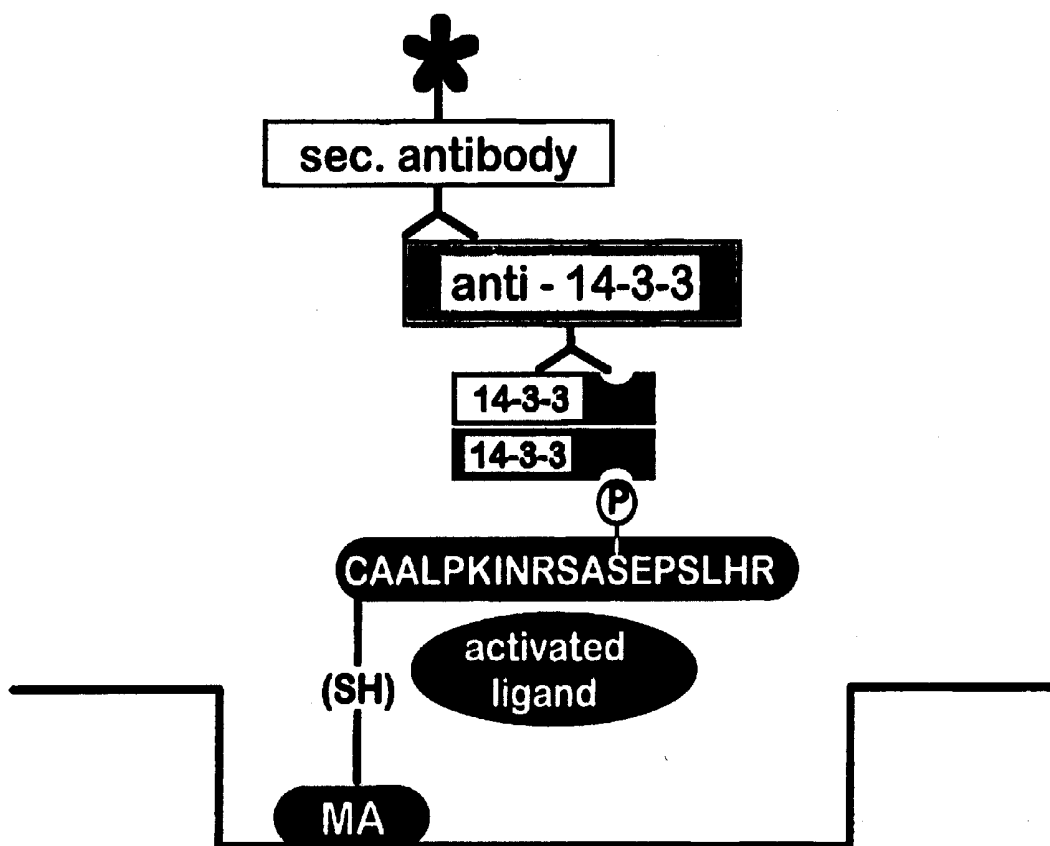 sec. antibody
anti - 14-3-3
14-3-3
14-3-3
P
CAALPKINRSASEPSLHR
activated
ligand
(SH)
MA